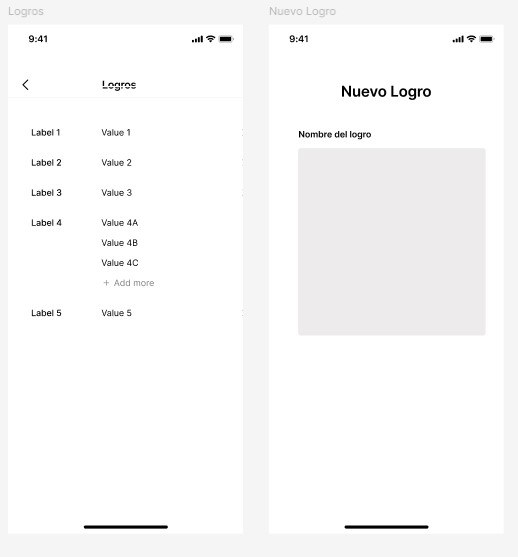 Logros
9:41
Logros
Label 1 Value 1
Label 2 Value 2
Label 3 Value 3
Label 4 Value 4A
Value 4B
Value 4C
+ Add more
Label 5 Value 5
Nuevo Logro
9:41
Nuevo Logro
Nombre del logro